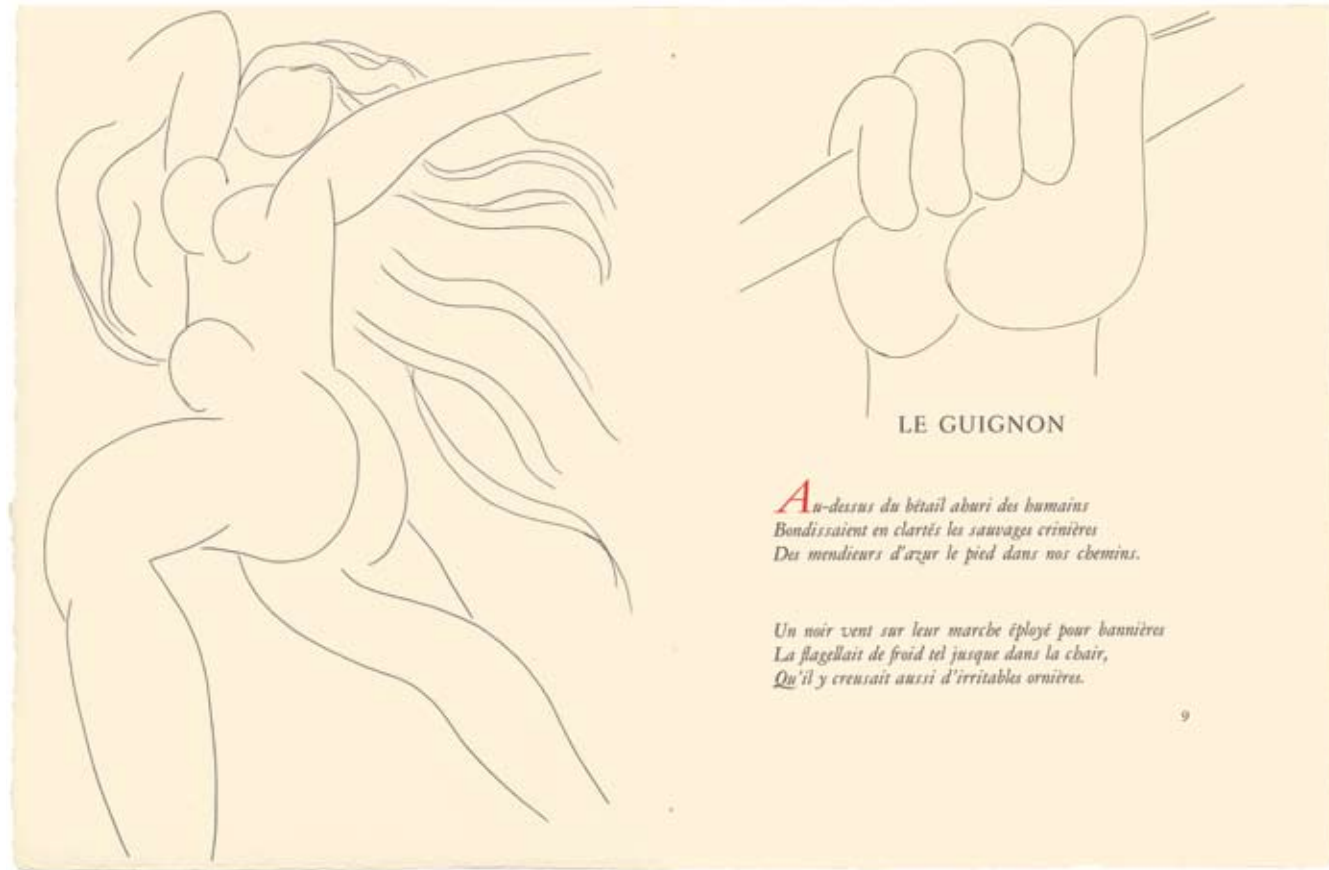 LE GUIGNON
Au-dessus du bétail ahuri des humains
Bondissaient en clartés les sauvages crinières
Des mendieurs d'azur le pied dans nos chemins.
Un noir vent sur leur marche éployé pour bannières
La flagellait de froid tel jusque dans la chair,
Qu'il y creusait aussi d'irritables ornières.
9